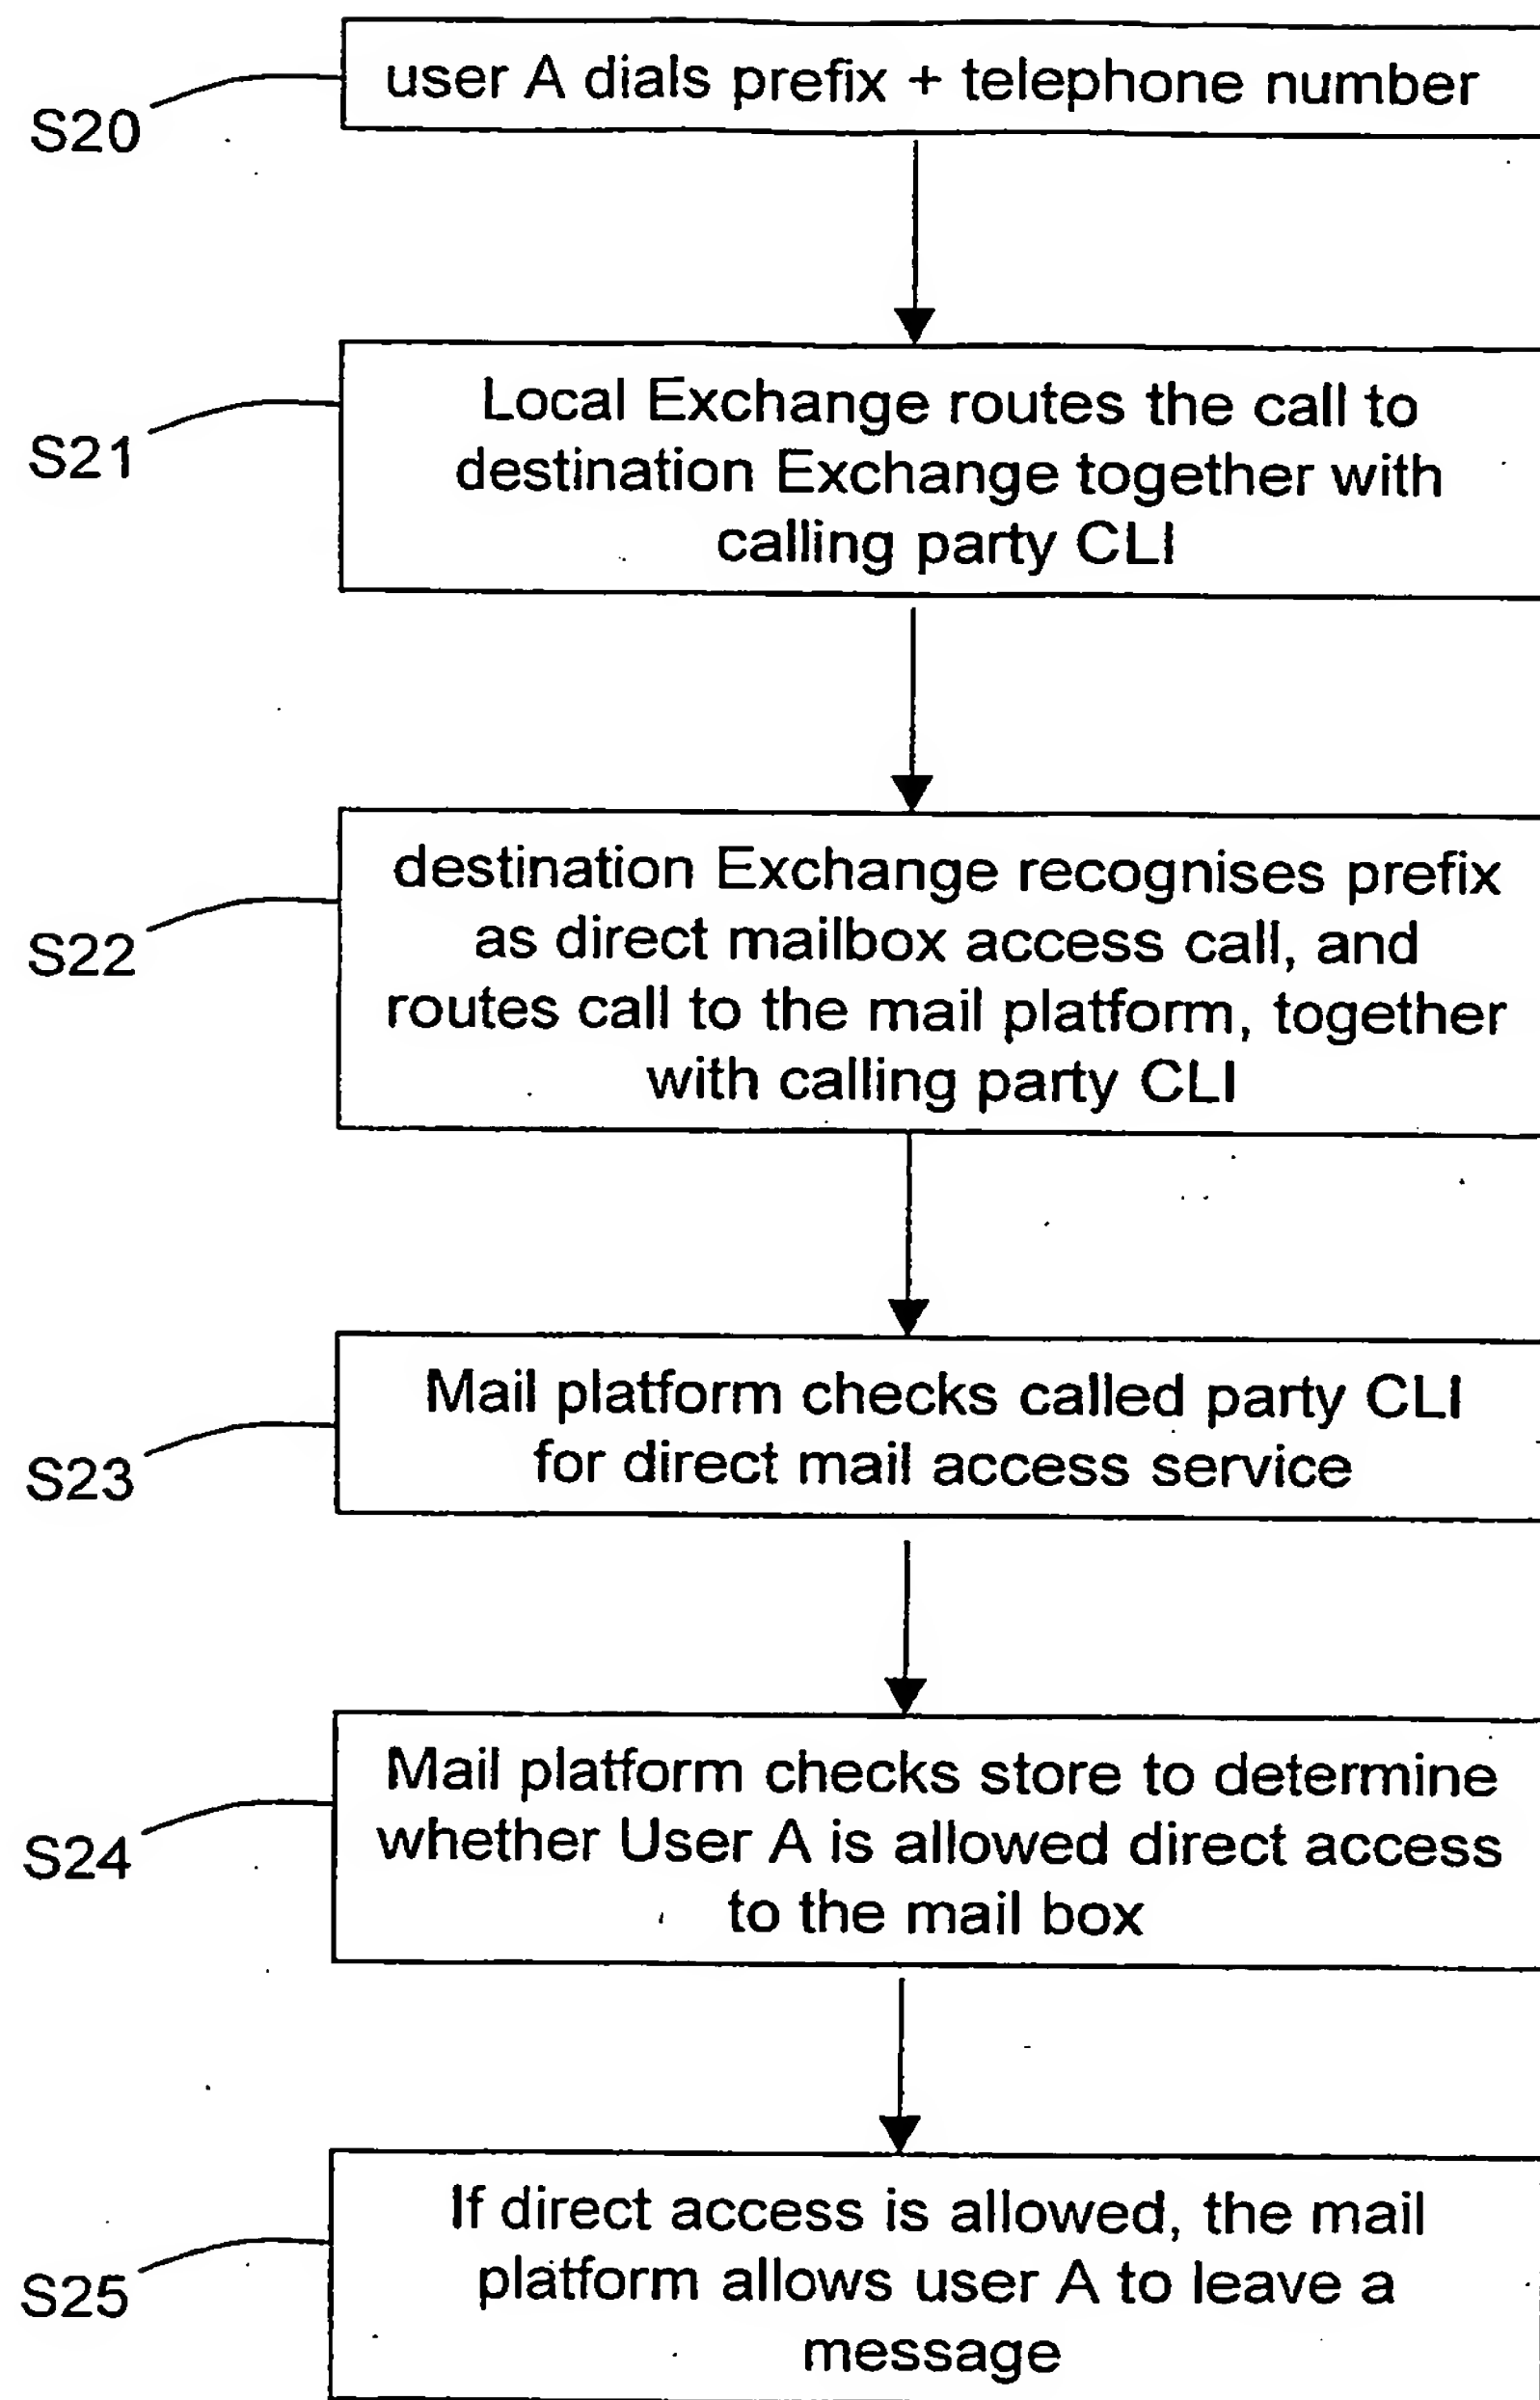 user A dials prefix + telephone number
S20
Local Exchange routes the call to
destination Exchange together with
calling party CLI
S21
destination Exchange recognises prefix
as direct mailbox access call, and
routes call to the mail platform, together
with calling party CLI
S22
Mail platform checks called party CLI
for direct mail access service
S23
Mail platform checks store to determine
whether User A is allowed direct access
to the mail box
S24
If direct access is allowed, the mail
platform allows user A to leave a
message
S25